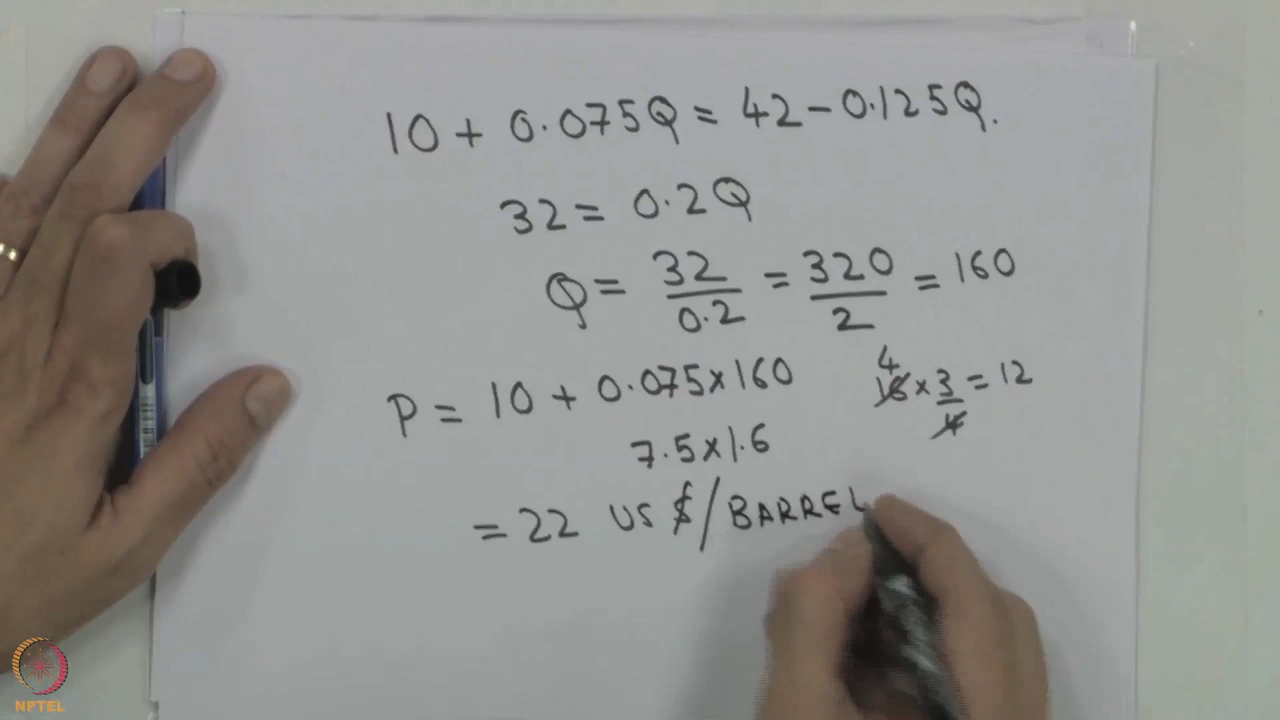 10 + 0.075Q = 42 - 0.125Q.
32 = 0.2Q
Q = 32/0.2 = 320/2 = 160
P = 10 + 0.075 × 160
4
16 × 3/4 = 12
7.5 × 1.6
= 22 US $/BARREL
NPTEL